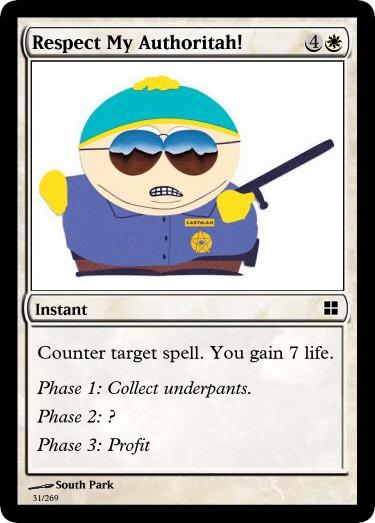 Respect My Authoritah! 4
CARTMAN
Instant
Counter target spell. You gain 7 life.
Phase 1: Collect underpants.
Phase 2: ?
Phase 3: Profit
South Park
31/269